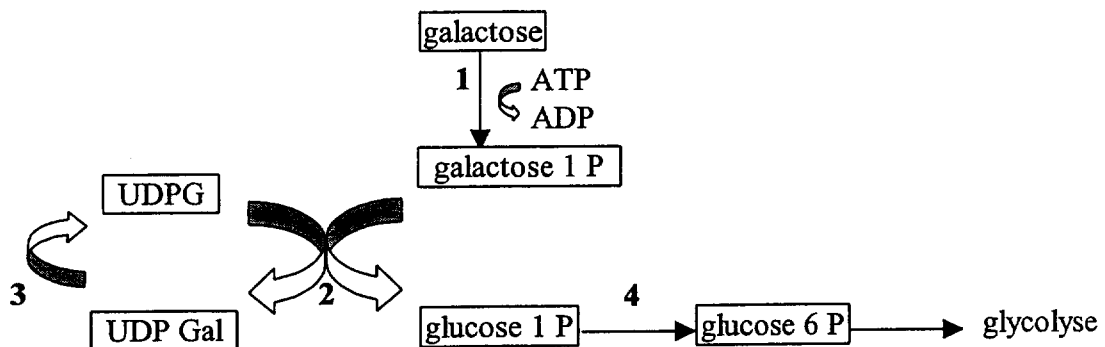 galactose
1
ATP
ADP
galactose 1 P
UDPG
3
2
4
UDP Gal
glucose 1 P
glucose 6 P
glycolyse